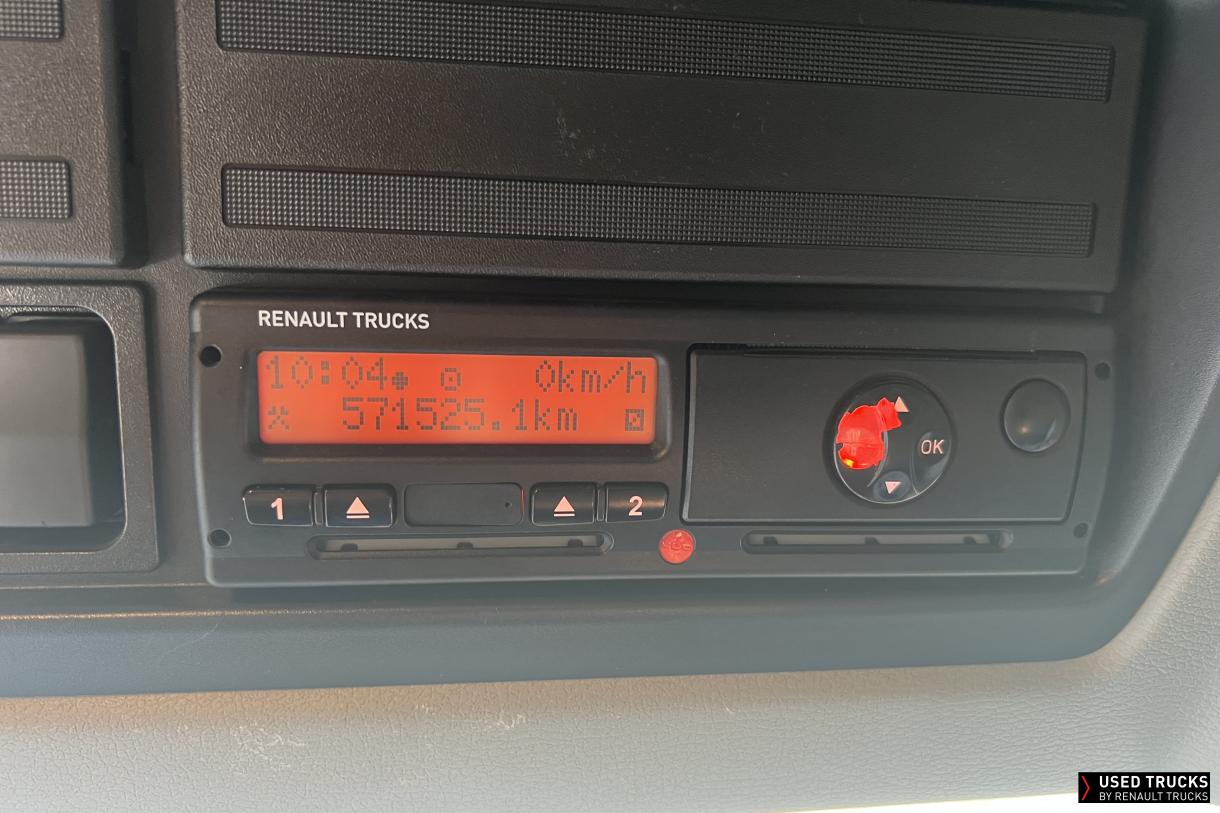 RENAULT TRUCKS
10:04 0km/h
571525.1km
1 2
OK
USED TRUCKS
BY RENAULT TRUCKS